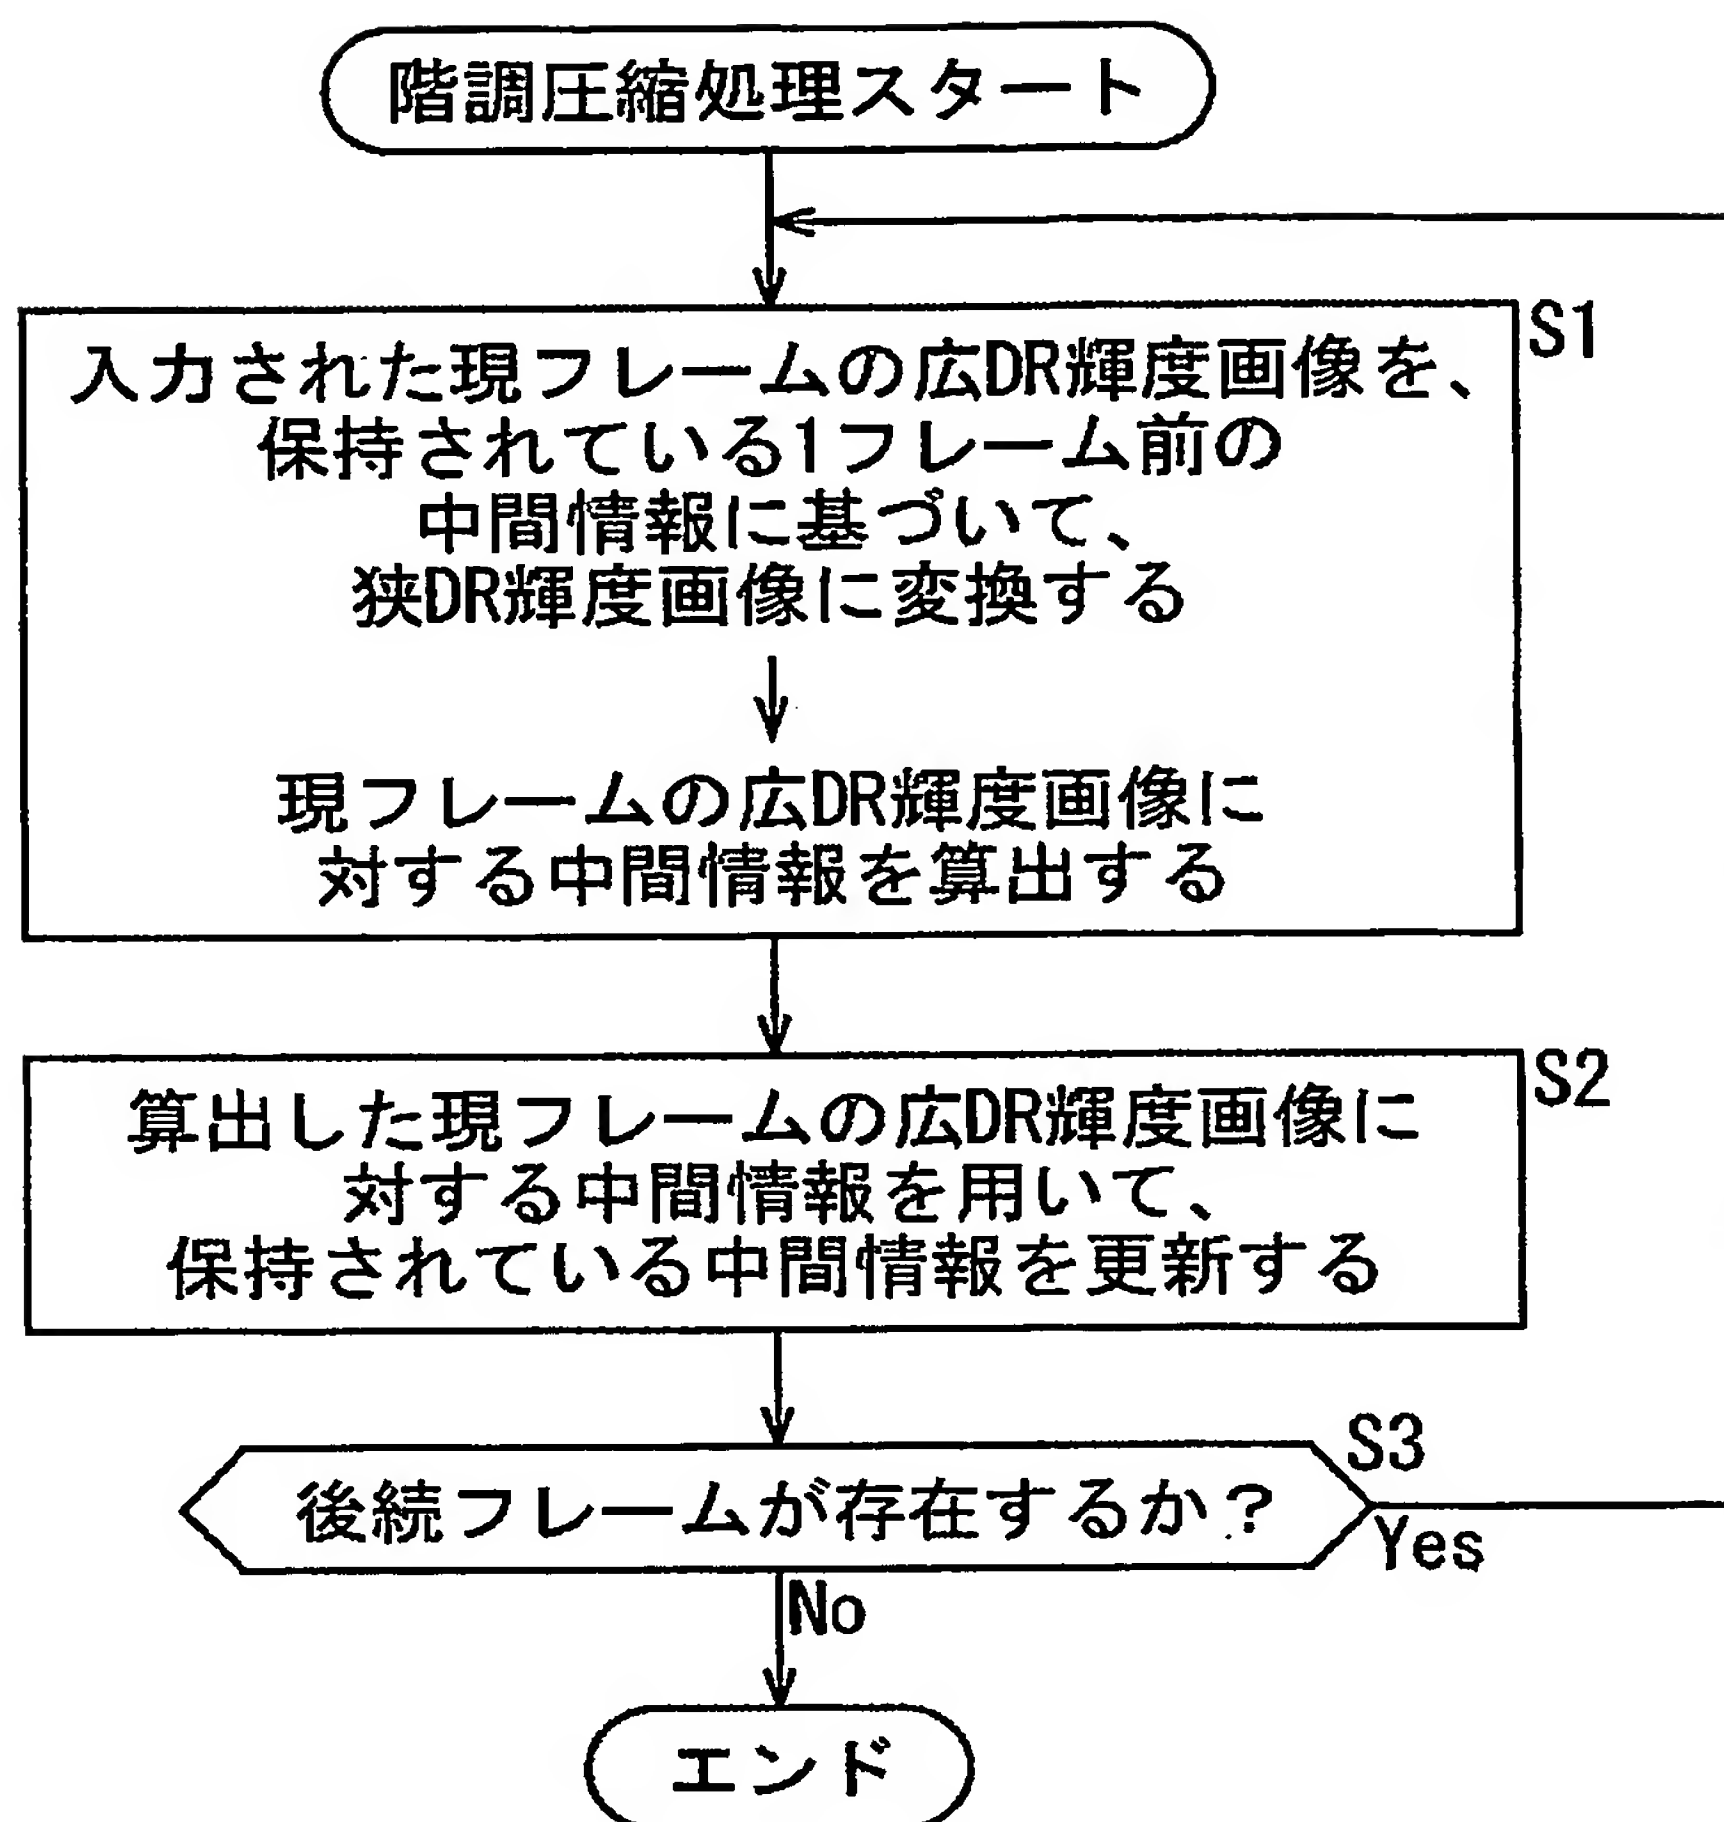 階調圧縮処理スタート
S1
入力された現フレームの広DR輝度画像を、
保持されている1フレーム前の
中間情報に基づいて、
狭DR輝度画像に変換する
現フレームの広DR輝度画像に
対する中間情報を算出する
S2
算出した現フレームの広DR輝度画像に
対する中間情報を用いて、
保持されている中間情報を更新する
S3
後続フレームが存在するか？
Yes
No
エンド